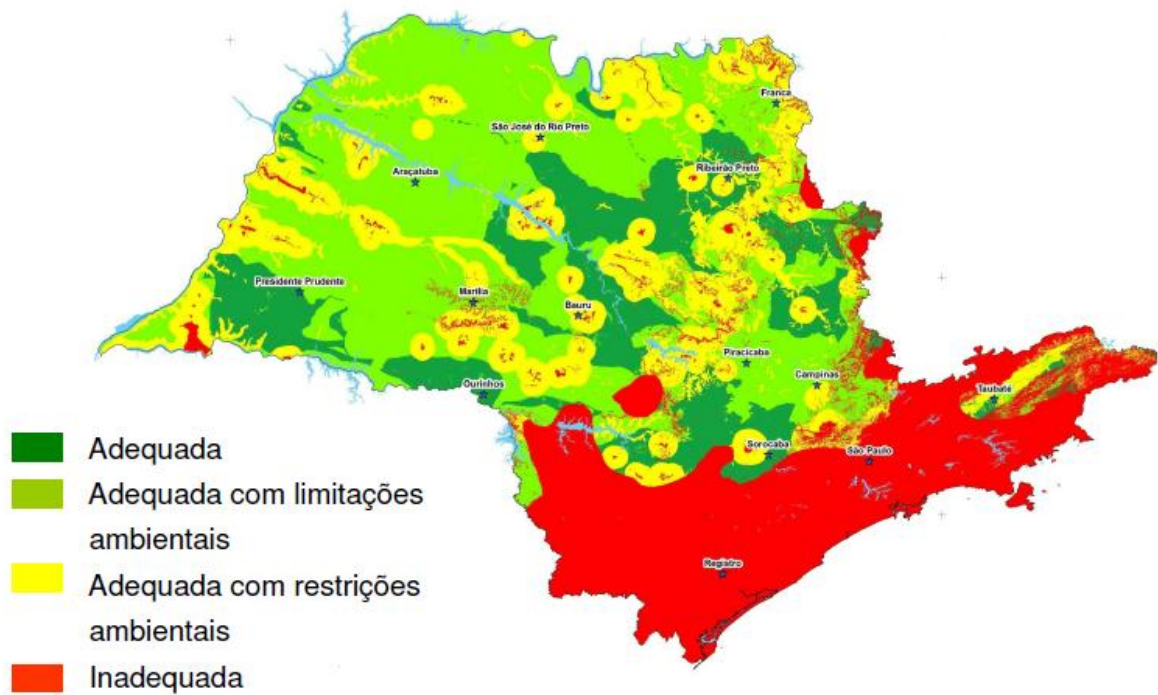 Franca
São José do Rio Preto
Ribeirão Preto
Araçatuba
Presidente Prudente
Marília
Bauru
Piracicaba
Ourinhos
Campinas
Taubaté
Sorocaba
São Paulo
Registro
Adequada
Adequada com limitações
ambientais
Adequada com restrições
ambientais
Inadequada